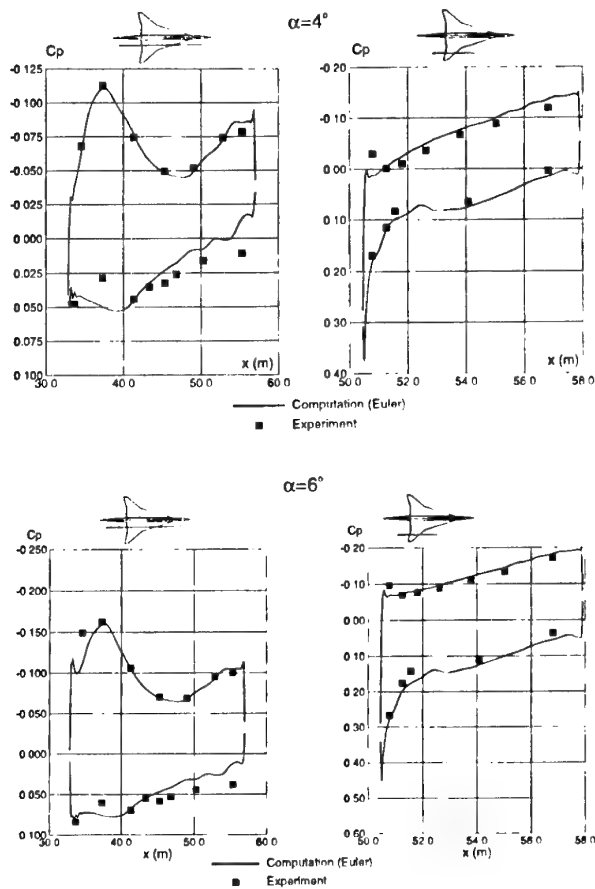 α=4°
Cp
-0.125
-0.100
-0.075
-0.050
-0.025
0.000
0.025
0.050
0.075
0 100
30.0 40.0 50.0 60 0
x (m)
Cp
-0.20
-0.10
0.00
0.10
0.20
0.30
0 40
50.0 52.0 54 0 56.0 58.0
x (m)
Computation (Euler)
Experiment
α=6°
Cp
-0 250
-0.200
-0.150
-0.100
-0.050
0.000
0 050
0 100
30.0 40.0 50.0 60.0
x (m)
Cp
-0.20
-0.10
0.00
0.10
0.20
0.30
0.40
0.50
0 60
50 0 52.0 54.0 56.0 58 0
x (m)
Computation (Euler)
Experiment